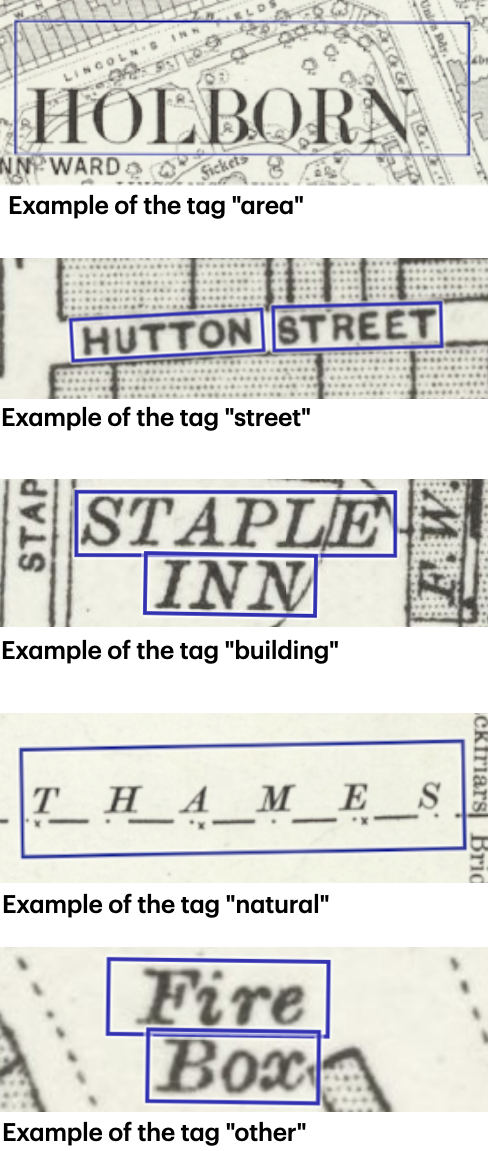 LINCOLN'S INN FIELDS
HOLBORN
WARD
Sickets
Example of the tag "area"
HUTTON STREET
Example of the tag "street"
STAP
STAPLE
INN
F.W.
Example of the tag "building"
T H A M E S
ckfriars Bric
Example of the tag "natural"
Fire
Box
Example of the tag "other"